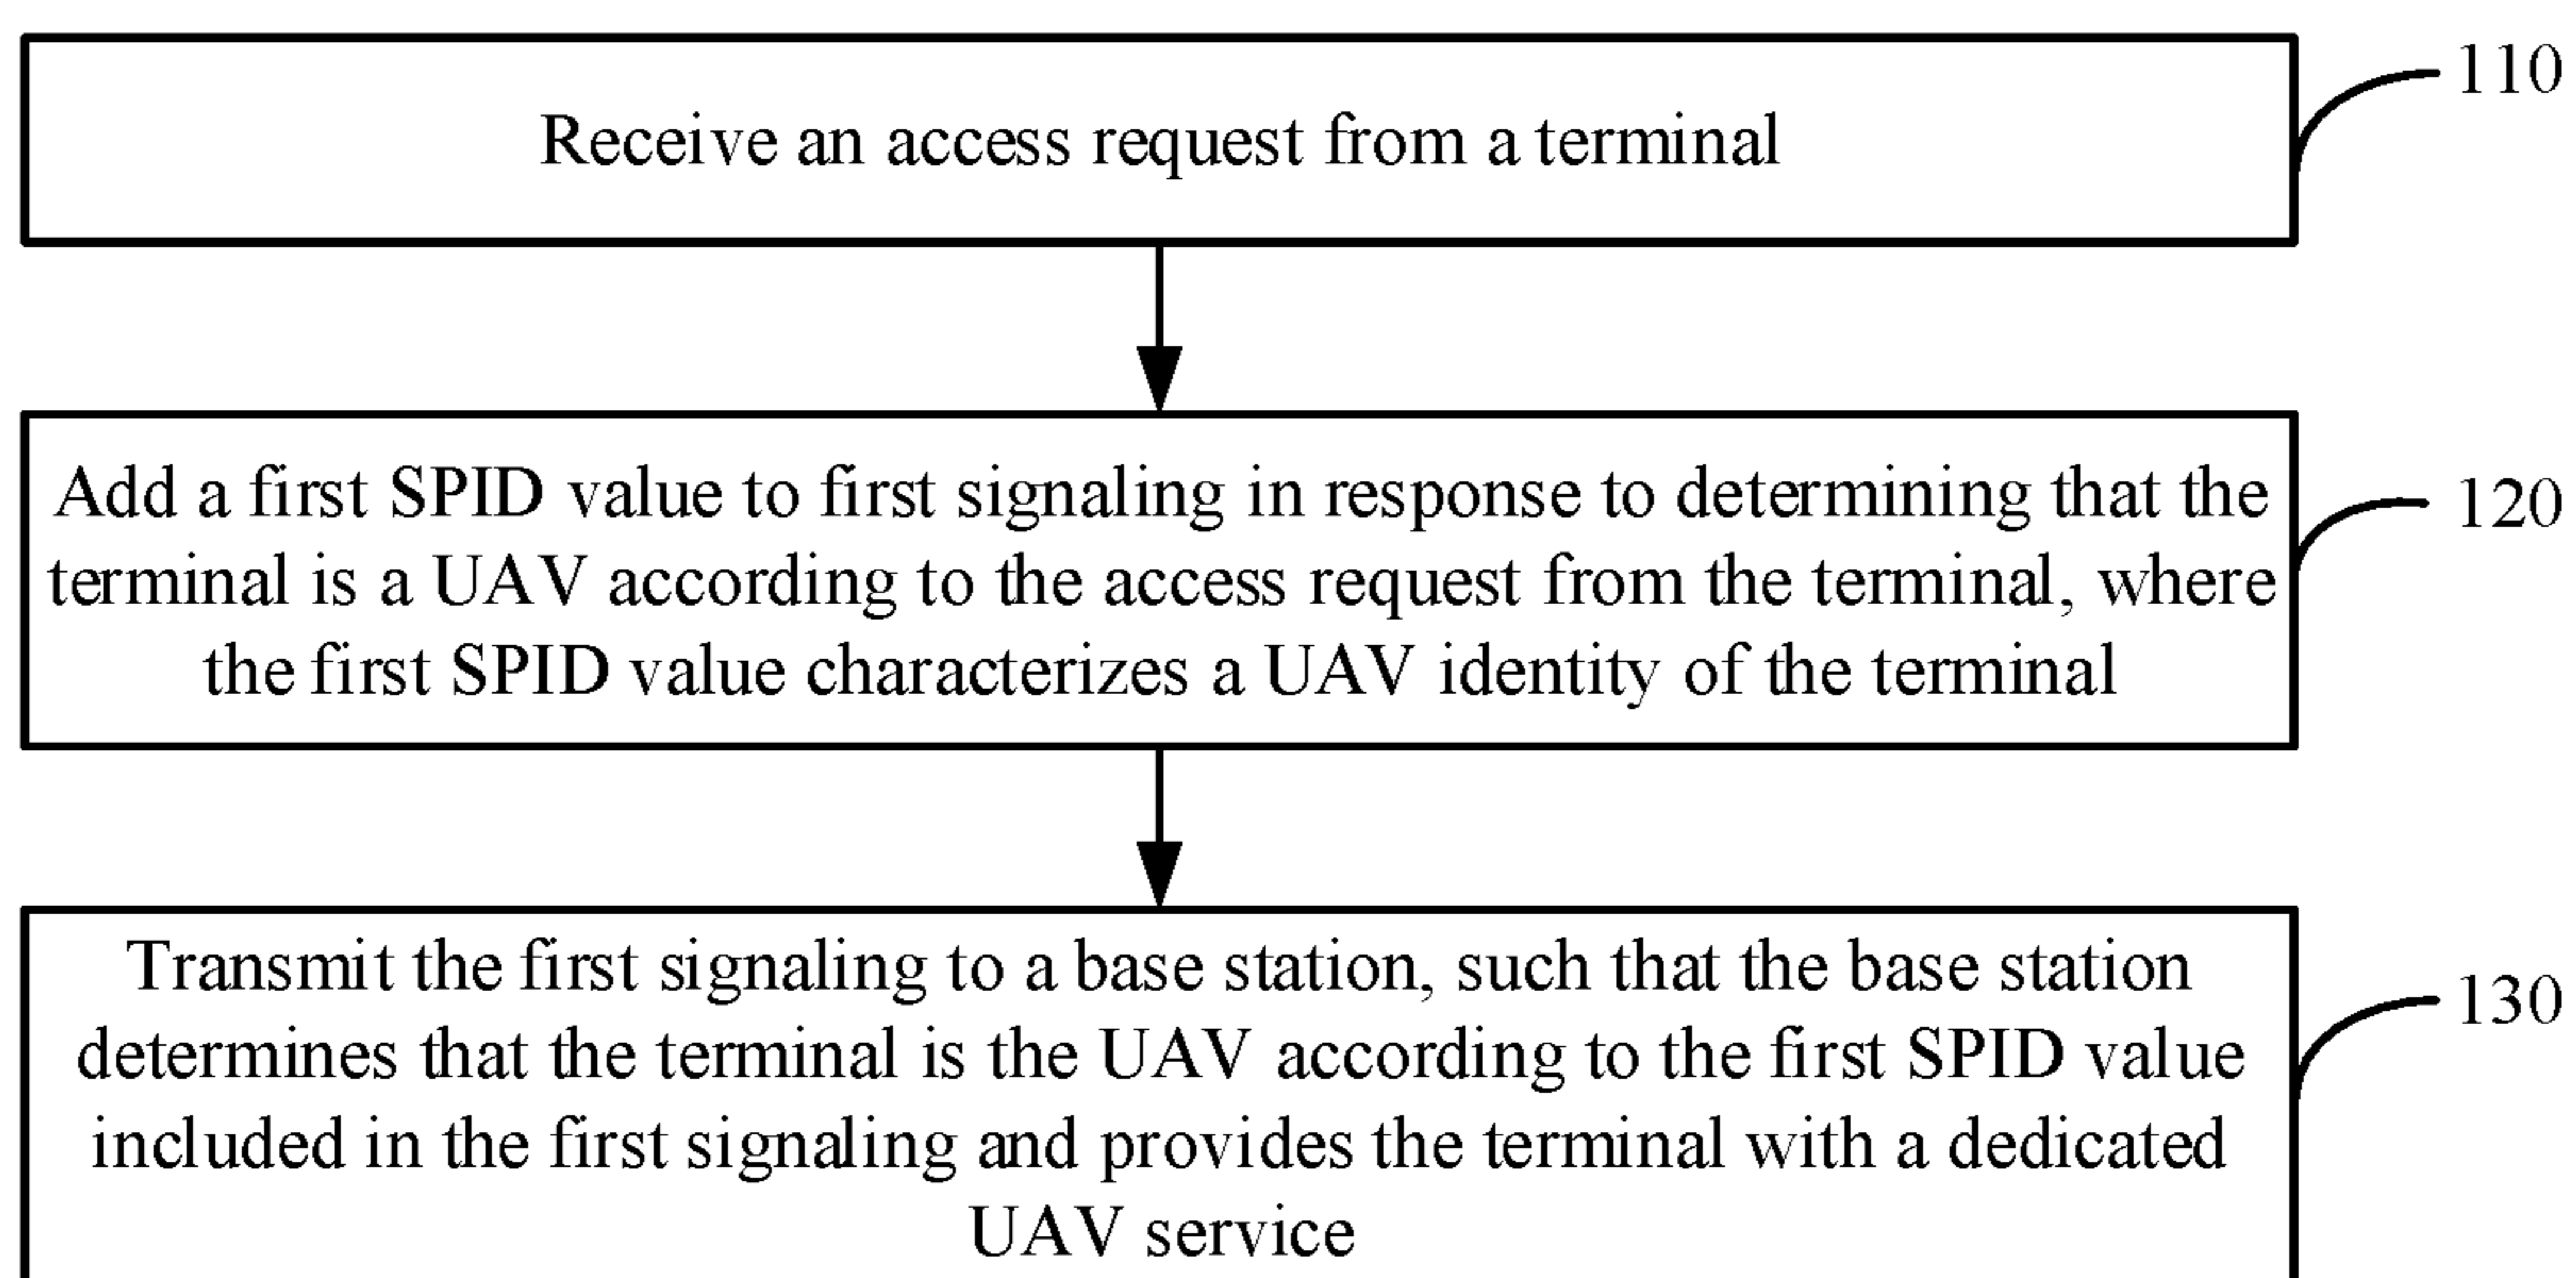 110
Receive an access request from a terminal
Add a first SPID value to first signaling in response to determining that the
120
terminal is a UAV according to the access request from the terminal, where
the first SPID value characterizes a UAV identity of the terminal
Transmit the first signaling to a base station, such that the base station
130
determines that the terminal is the UAV according to the first SPID value
included in the first signaling and provides the terminal with a dedicated
UAV service